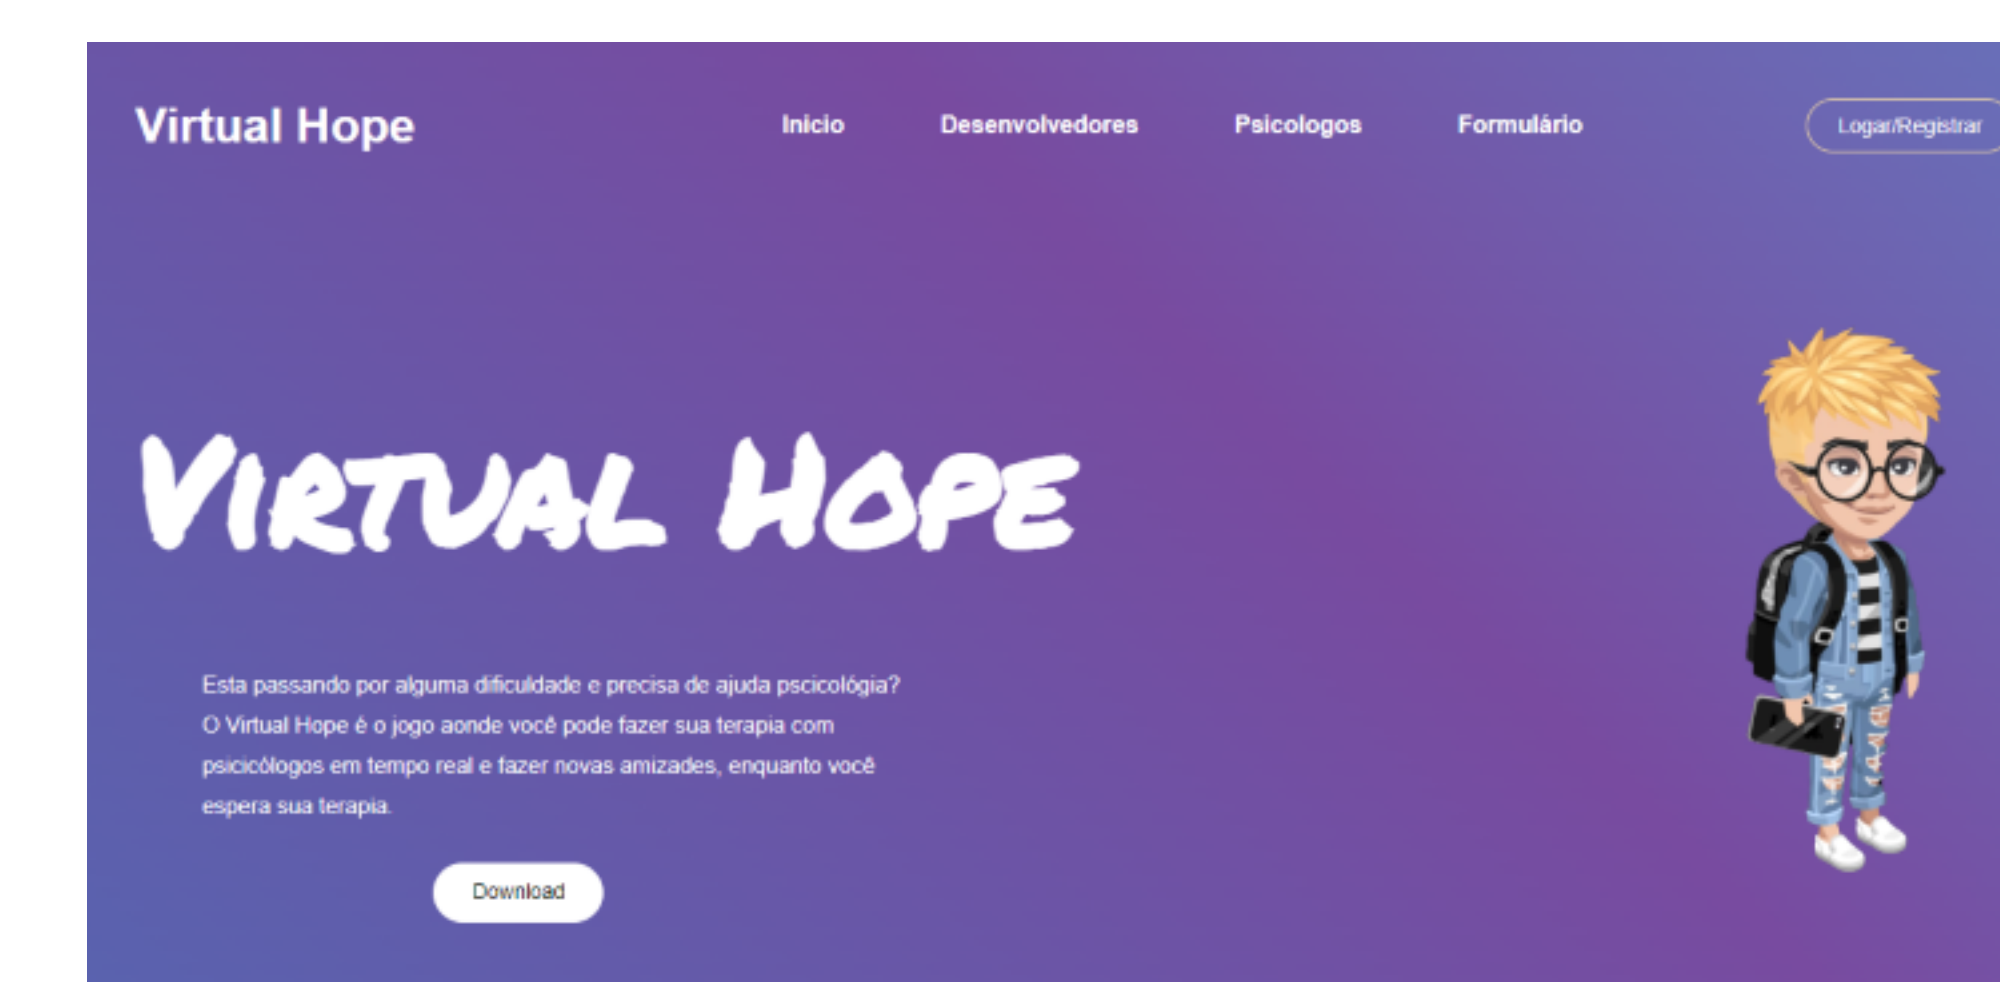 Virtual Hope
Inicio
Desenvolvedores
Psicologos
Formulário
Logar/Registrar
VIRTUAL HOPE
Esta passando por alguma dificuldade e precisa de ajuda pscicológia?
O Virtual Hope é o jogo aonde você pode fazer sua terapia com
psicicólogos em tempo real e fazer novas amizades, enquanto você
espera sua terapia.
Download